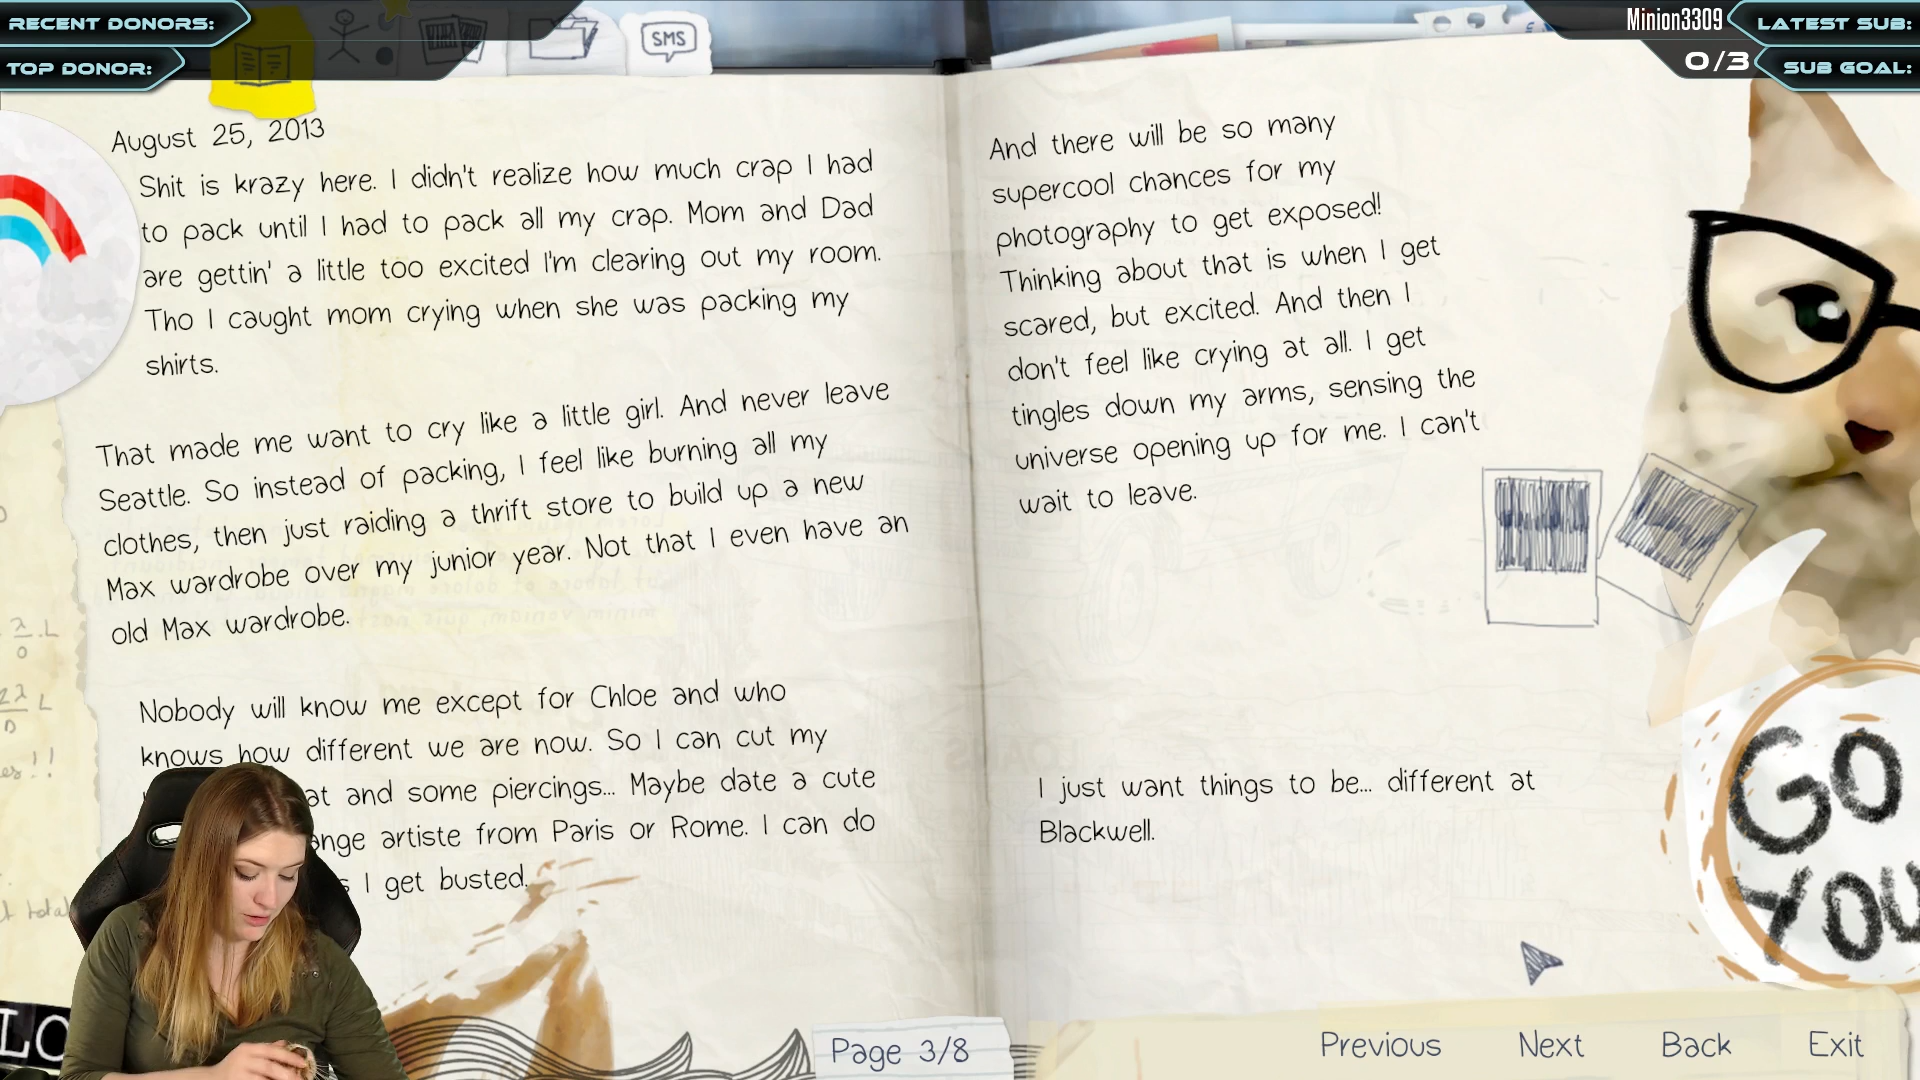 RECENT DONORS:
TOP DONOR:
SMS
Minion3309
LATEST SUB:
0/3
SUB GOAL:
August 25, 2013
Shit is krazy here. I didn't realize how much crap I had
to pack until I had to pack all my crap. Mom and Dad
are gettin' a little too excited I'm clearing out my room.
Tho I caught mom crying when she was packing my
shirts.
That made me want to cry like a little girl. And never leave
Seattle. So instead of packing, I feel like burning all my
clothes, then just raiding a thrift store to build up a new
Max wardrobe over my junior year. Not that I even have an
old Max wardrobe.
Nobody will know me except for Chloe and who
knows how different we are now. So I can cut my
and some piercings... Maybe date a cute
artiste from Paris or Rome. I can do
I get busted.
And there will be so many
supercool chances for my
photography to get exposed!
Thinking about that is when I get
scared, but excited. And then I
don't feel like crying at all. I get
tingles down my arms, sensing the
universe opening up for me. I can't
wait to leave.
I just want things to be... different at
Blackwell.
GO
YOU
Page 3/8
Previous
Next
Back
Exit